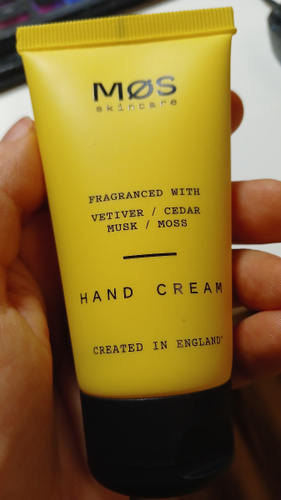 MØS
skincare
FRAGRANCED WITH
VETIVER / CEDAR
MUSK / MOSS
HAND CREAM
CREATED IN ENGLAND